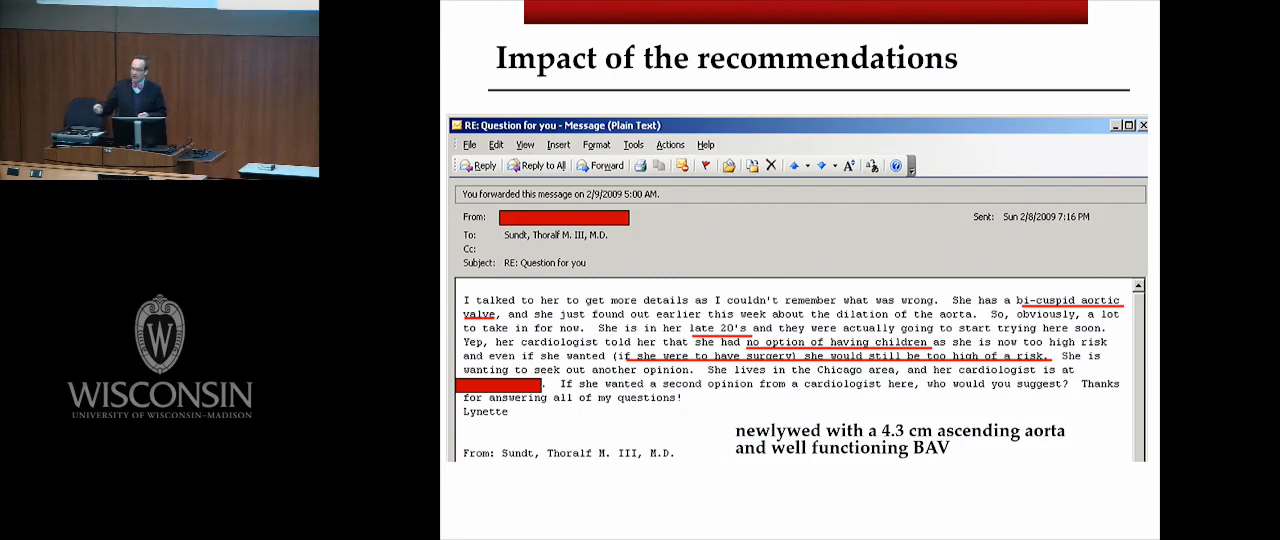 Impact of the recommendations
RE: Question for you - Message (Plain Text)
File Edit View Insert Format Tools Actions Help
Reply Reply to All Forward
You forwarded this message on 2/9/2009 5:00 AM.
From: Sent: Sun 2/8/2009 7:16 PM
To: Sundt, Thoralf M. III, M.D.
Cc:
Subject: RE: Question for you
I talked to her to get more details as I couldn't remember what was wrong. She has a bi-cuspid aortic
valve, and she just found out earlier this week about the dilation of the aorta. So, obviously, a lot
to take in for now. She is in her late 20's and they were actually going to start trying here soon.
Yep, her cardiologist told her that she had no option of having children as she is now too high risk
and even if she wanted (if she were to have surgery) she would still be too high of a risk. She is
wanting to seek out another opinion. She lives in the Chicago area, and her cardiologist is at
. If she wanted a second opinion from a cardiologist here, who would you suggest? Thanks
for answering all of my questions!
Lynette
newlywed with a 4.3 cm ascending aorta
and well functioning BAV
From: Sundt, Thoralf M. III, M.D.
W
WISCONSIN
UNIVERSITY OF WISCONSIN-MADISON